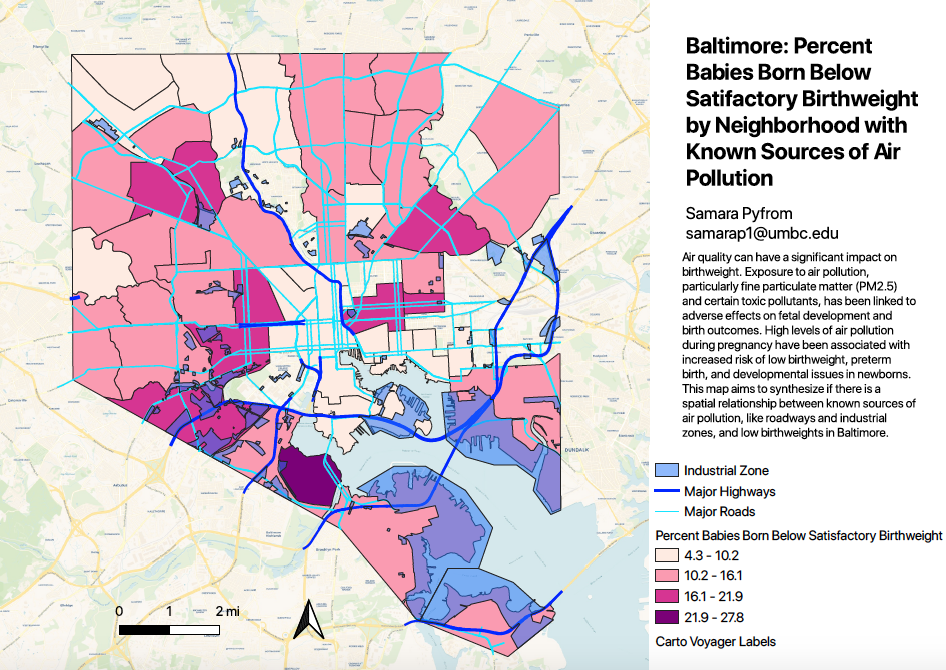 Baltimore: Percent
Babies Born Below
Satifactory Birthweight
by Neighborhood with
Known Sources of Air
Pollution
Samara Pyfrom
samarap1@umbc.edu
Air quality can have a significant impact on
birthweight. Exposure to air pollution,
particularly fine particulate matter (PM2.5)
and certain toxic pollutants, has been linked to
adverse effects on fetal development and
birth outcomes. High levels of air pollution
during pregnancy have been associated with
increased risk of low birthweight, preterm
birth, and developmental issues in newborns.
This map aims to synthesize if there is a
spatial relationship between known sources of
air pollution, like roadways and industrial
zones, and low birthweights in Baltimore.
DUNDALK
Brooklyn Park
Industrial Zone
Major Highways
Major Roads
Percent Babies Born Below Satisfactory Birthweight
4.3 - 10.2
10.2 - 16.1
16.1 - 21.9
21.9 - 27.8
Carto Voyager Labels
0 1 2 mi